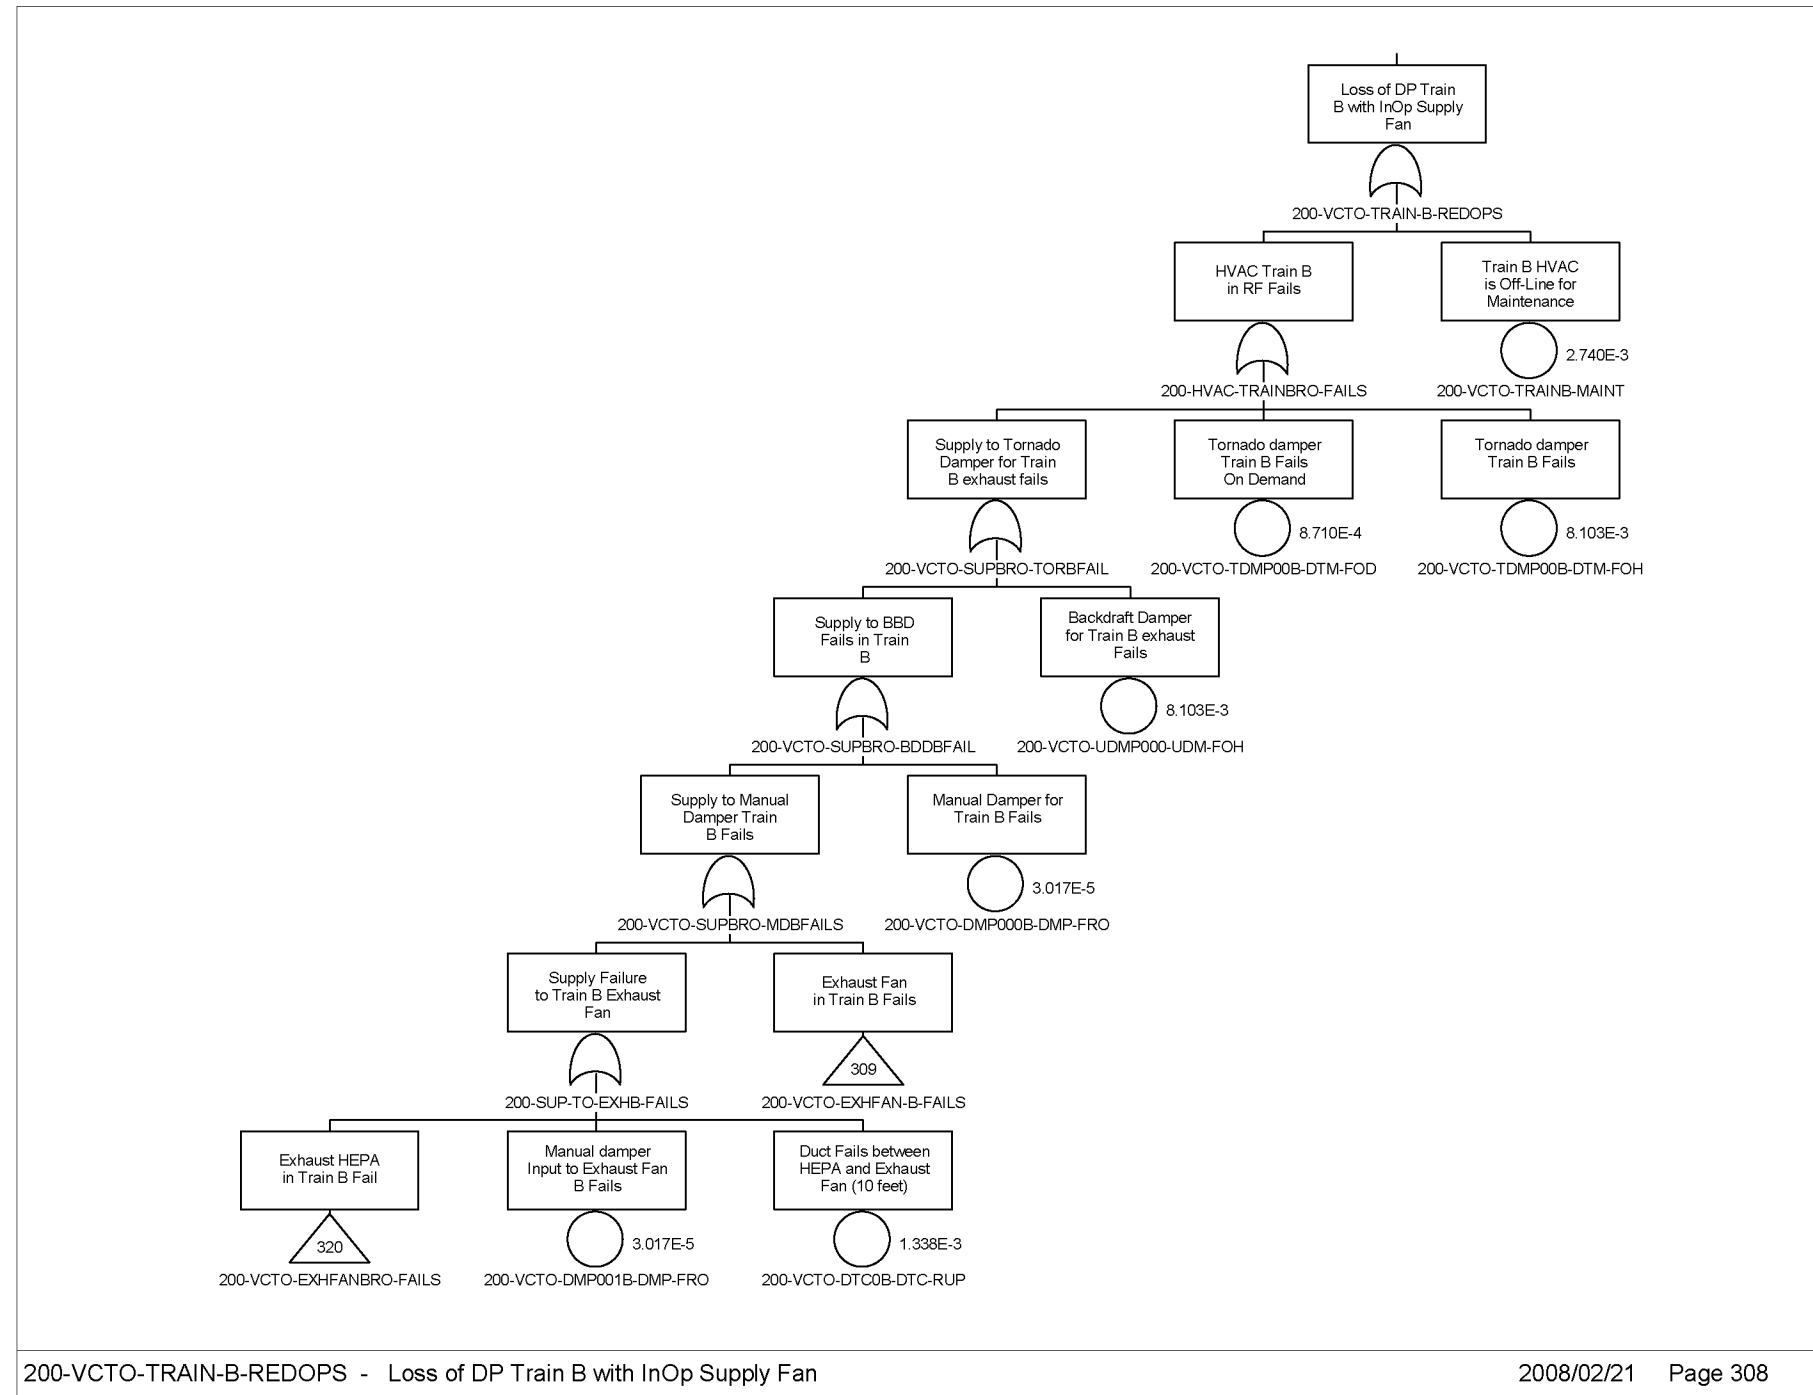 Loss of DP Train
B with InOp Supply
Fan
200-VCTO-TRAIN-B-REDOPS
HVAC Train B
in RF Fails
200-HVAC-TRAINBRO-FAILS
Train B HVAC
is Off-Line for
Maintenance
2.740E-3
200-VCTO-TRAINB-MAINT
Supply to Tornado
Damper for Train
B exhaust fails
200-VCTO-SUPBRO-TORBFAIL
Tornado damper
Train B Fails
On Demand
8.710E-4
200-VCTO-TDMP00B-DTM-FOD
Tornado damper
Train B Fails
8.103E-3
200-VCTO-TDMP00B-DTM-FOH
Supply to BBD
Fails in Train
B
200-VCTO-SUPBRO-BDDBFAIL
Backdraft Damper
for Train B exhaust
Fails
8.103E-3
200-VCTO-UDMP000-UDM-FOH
Supply to Manual
Damper Train
B Fails
200-VCTO-SUPBRO-MDBFAILS
Manual Damper for
Train B Fails
3.017E-5
200-VCTO-DMP000B-DMP-FRO
Supply Failure
to Train B Exhaust
Fan
200-SUP-TO-EXHB-FAILS
Exhaust Fan
in Train B Fails
309
200-VCTO-EXHFAN-B-FAILS
Exhaust HEPA
in Train B Fail
320
200-VCTO-EXHFANBRO-FAILS
Manual damper
Input to Exhaust Fan
B Fails
3.017E-5
200-VCTO-DMP001B-DMP-FRO
Duct Fails between
HEPA and Exhaust
Fan (10 feet)
1.338E-3
200-VCTO-DTC0B-DTC-RUP
200-VCTO-TRAIN-B-REDOPS - Loss of DP Train B with InOp Supply Fan
2008/02/21 Page 308